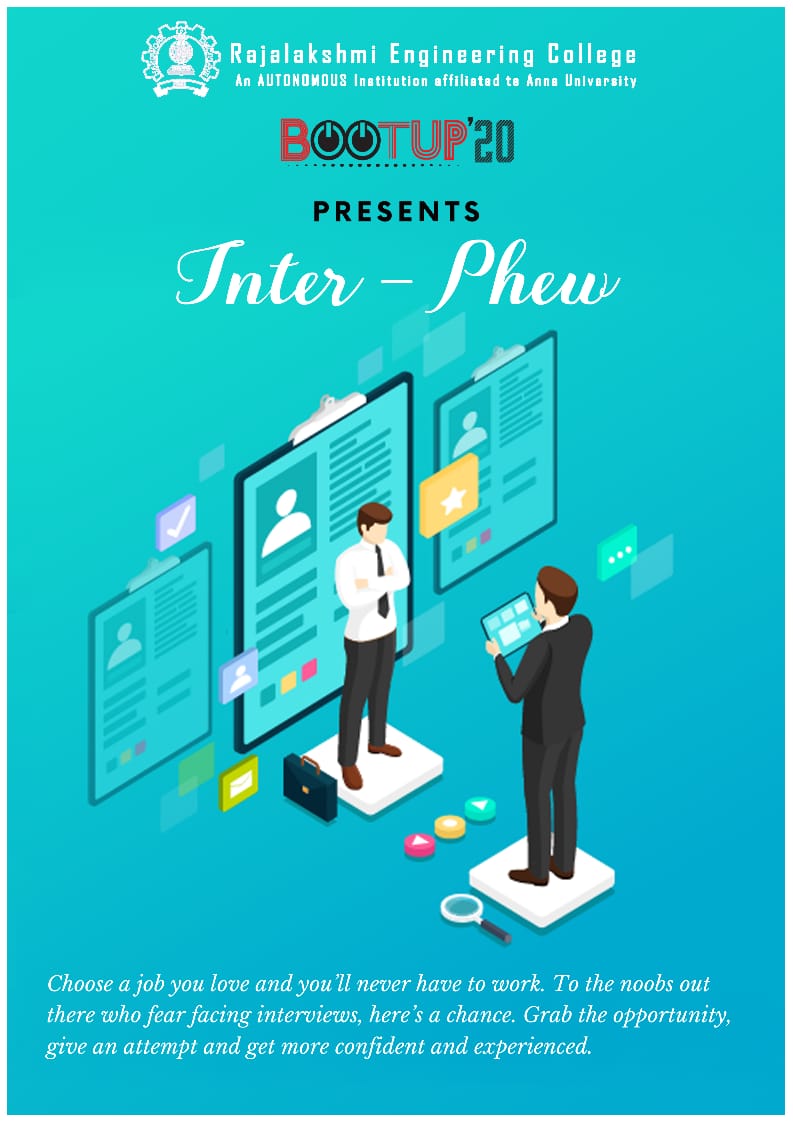 Rajalakshmi Engineering College
An AUTONOMOUS Institution affiliated to Anna University
BOOTUP'20
PRESENTS
Inter – Phew
Choose a job you love and you'll never have to work. To the noobs out
there who fear facing interviews, here's a chance. Grab the opportunity,
give an attempt and get more confident and experienced.